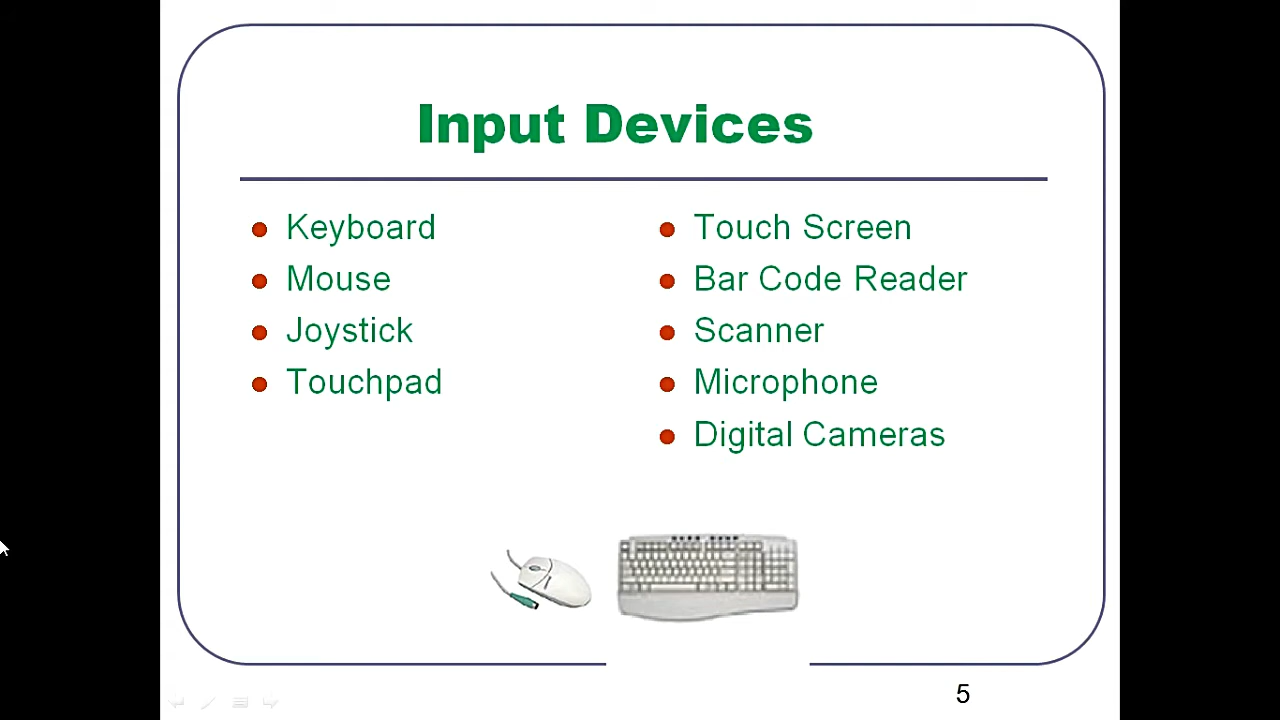 Input Devices
Keyboard
Mouse
Joystick
Touchpad
Touch Screen
Bar Code Reader
Scanner
Microphone
Digital Cameras
5